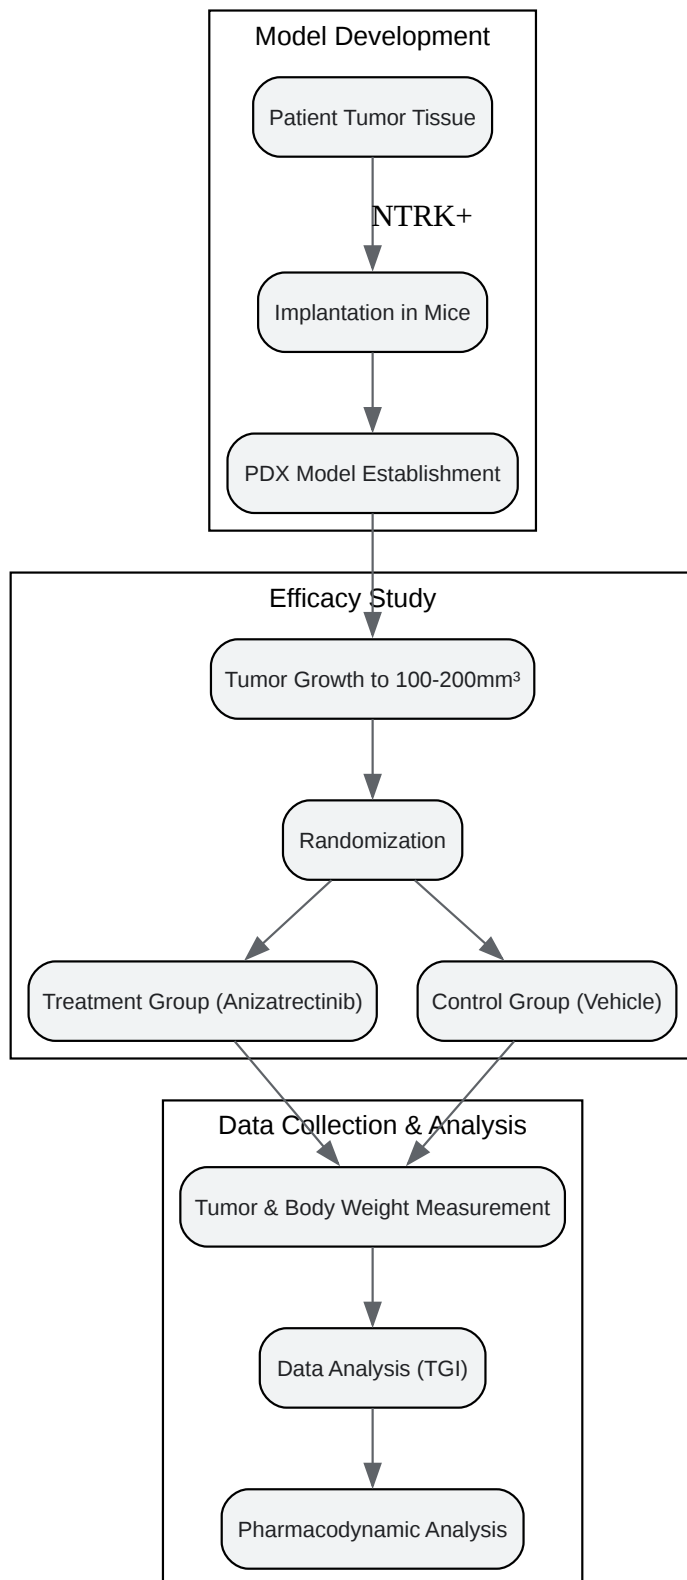 Model Development
Patient Tumor Tissue
NTRK+
Implantation in Mice
PDX Model Establishment
Efficacy Study
Tumor Growth to 100-200mm³
Randomization
Treatment Group (Anizatrectinib)
Control Group (Vehicle)
Data Collection & Analysis
Tumor & Body Weight Measurement
Data Analysis (TGI)
Pharmacodynamic Analysis